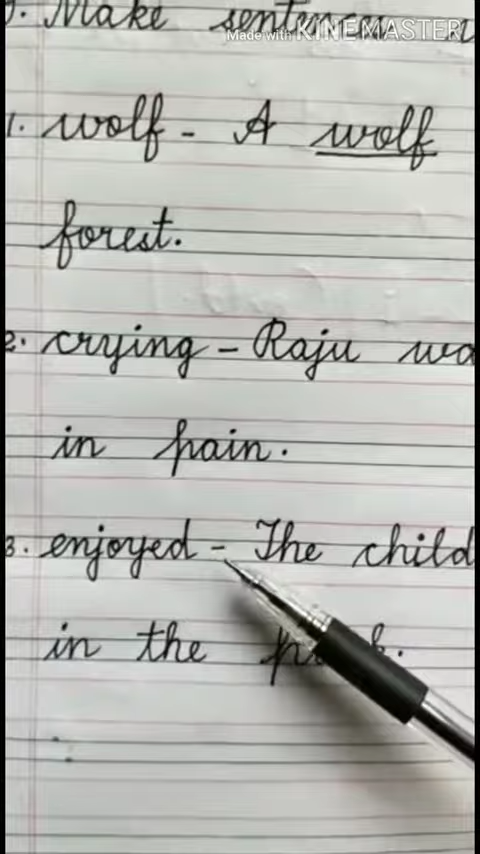 Make sentences
Made with KINEMASTER
1. wolf - A wolf
forest.
2. crying - Raju wa
in pain.
3. enjoyed - The child
in the